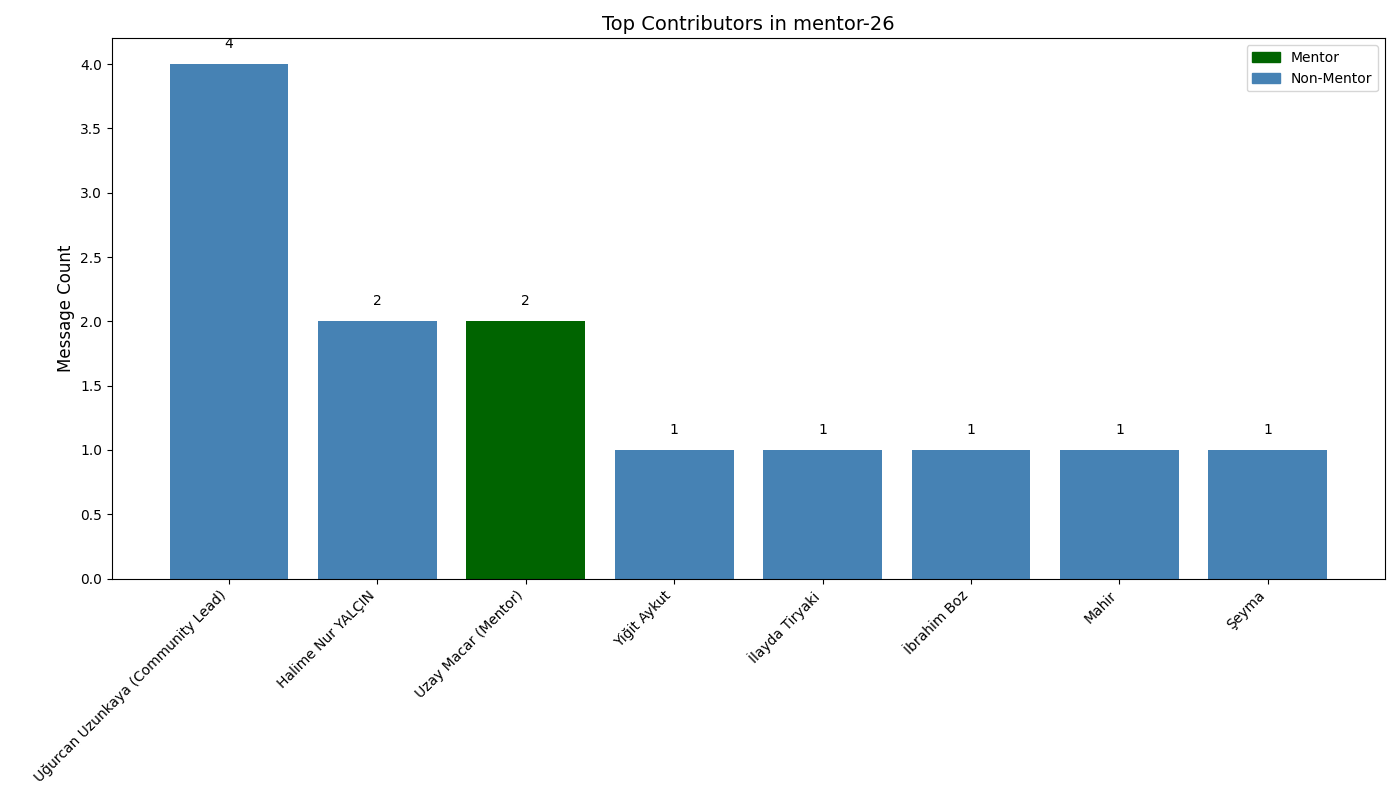 Top Contributors in mentor-26
Mentor
Non-Mentor
Message Count
4.0
3.5
3.0
2.5
2.0
1.5
1.0
0.5
0.0
4
2
2
1
1
1
1
1
Uğurcan Uzunkaya (Community Lead)
Halime Nur YALÇIN
Uzay Macar (Mentor)
Yiğit Aykut
İlayda Tiryaki
İbrahim Boz
Mahir
Şeyma